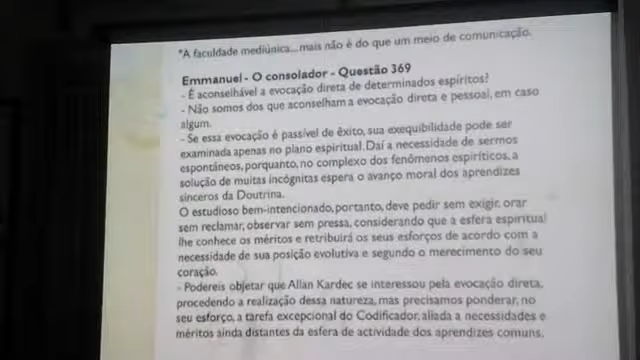 "A faculdade mediúnica... mais não é do que um meio de comunicação.
Emmanuel - O consolador - Questão 369
- É aconselhável a evocação direta de determinados espíritos?
- Não somos dos que aconselham a evocação direta e pessoal, em caso
algum.
- Se essa evocação é passível de êxito, sua exequibilidade pode ser
examinada apenas no plano espiritual. Daí a necessidade de sermos
espontâneos, porquanto, no complexo dos fenômenos espiríticos, a
solução de muitas incógnitas espera o avanço moral dos aprendizes
sinceros da Doutrina.
O estudioso bem-intencionado, portanto, deve pedir sem exigir, orar
sem reclamar, observar sem pressa, considerando que a esfera espiritual
lhe conhece os méritos e retribuirá os seus esforços de acordo com a
necessidade de sua posição evolutiva e segundo o merecimento do seu
coração.
- Podereis objetar que Allan Kardec se interessou pela evocação direta,
procedendo a realização dessa natureza, mas precisamos ponderar, no
seu esforço, a tarefa excepcional do Codificador, aliada a necessidades e
méritos ainda distantes da esfera de actividade dos aprendizes comuns.